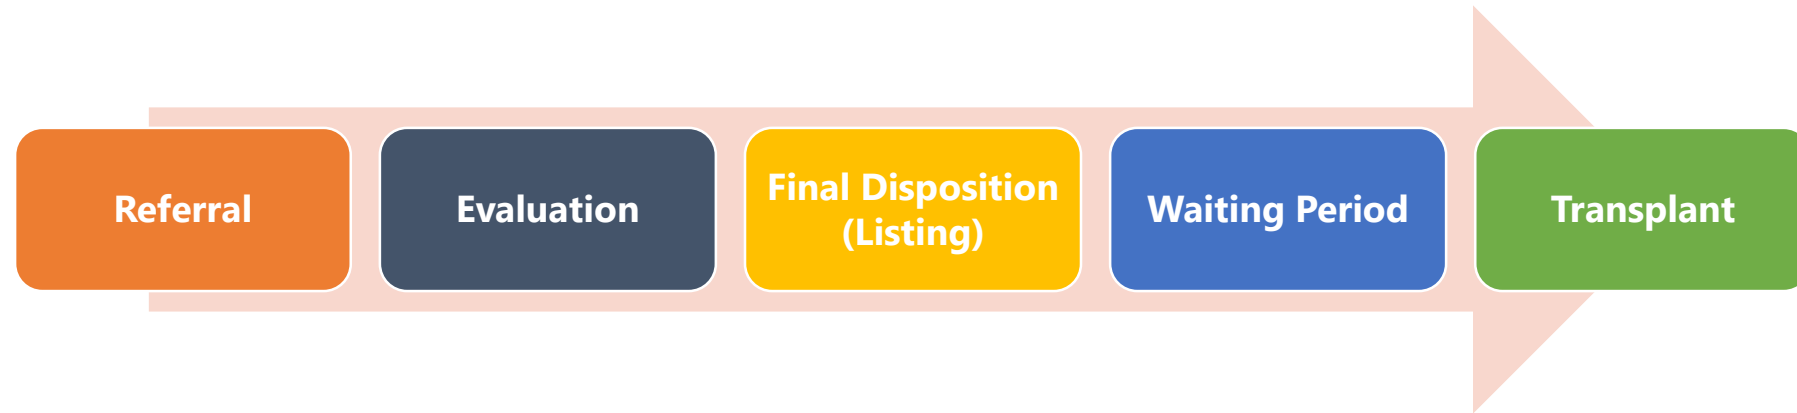 Referral
Evaluation
Final Disposition
(Listing)
Waiting Period
Transplant